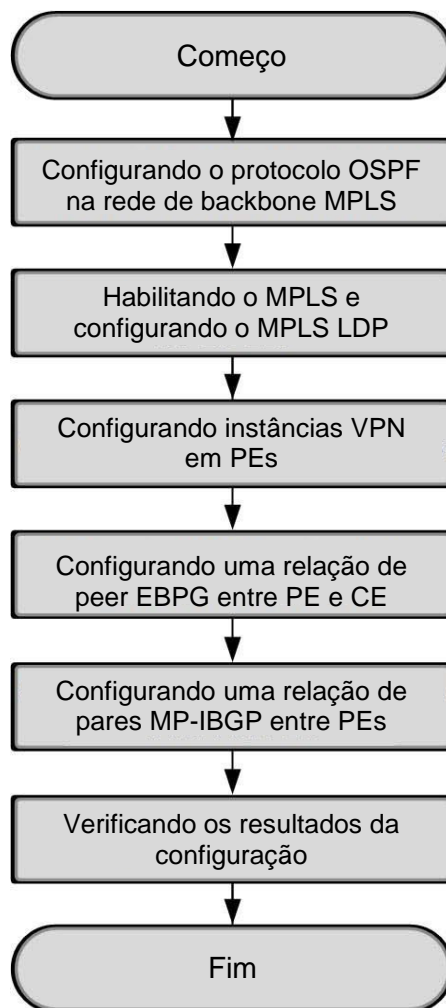 Começo
Configurando o protocolo OSPF
na rede de backbone MPLS
Habilitando o MPLS e
configurando o MPLS LDP
Configurando instâncias VPN
em PEs
Configurando uma relação de
peer EBPG entre PE e CE
Configurando uma relação de
pares MP-IBGP entre PEs
Verificando os resultados da
configuração
Fim